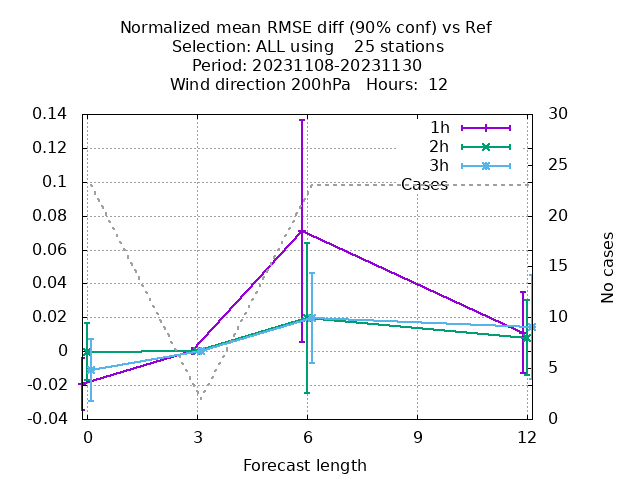 Normalized mean RMSE diff (90% conf) vs Ref
Selection: ALL using    25 stations
Period: 20231108-20231130
Wind direction 200hPa   Hours:  12
0.14
0.12
0.1
0.08
0.06
0.04
0.02
0
-0.02
-0.04
30
25
20
15
10
5
0
No cases
1h
2h
3h
Cases
0 3 6 9 12
Forecast length